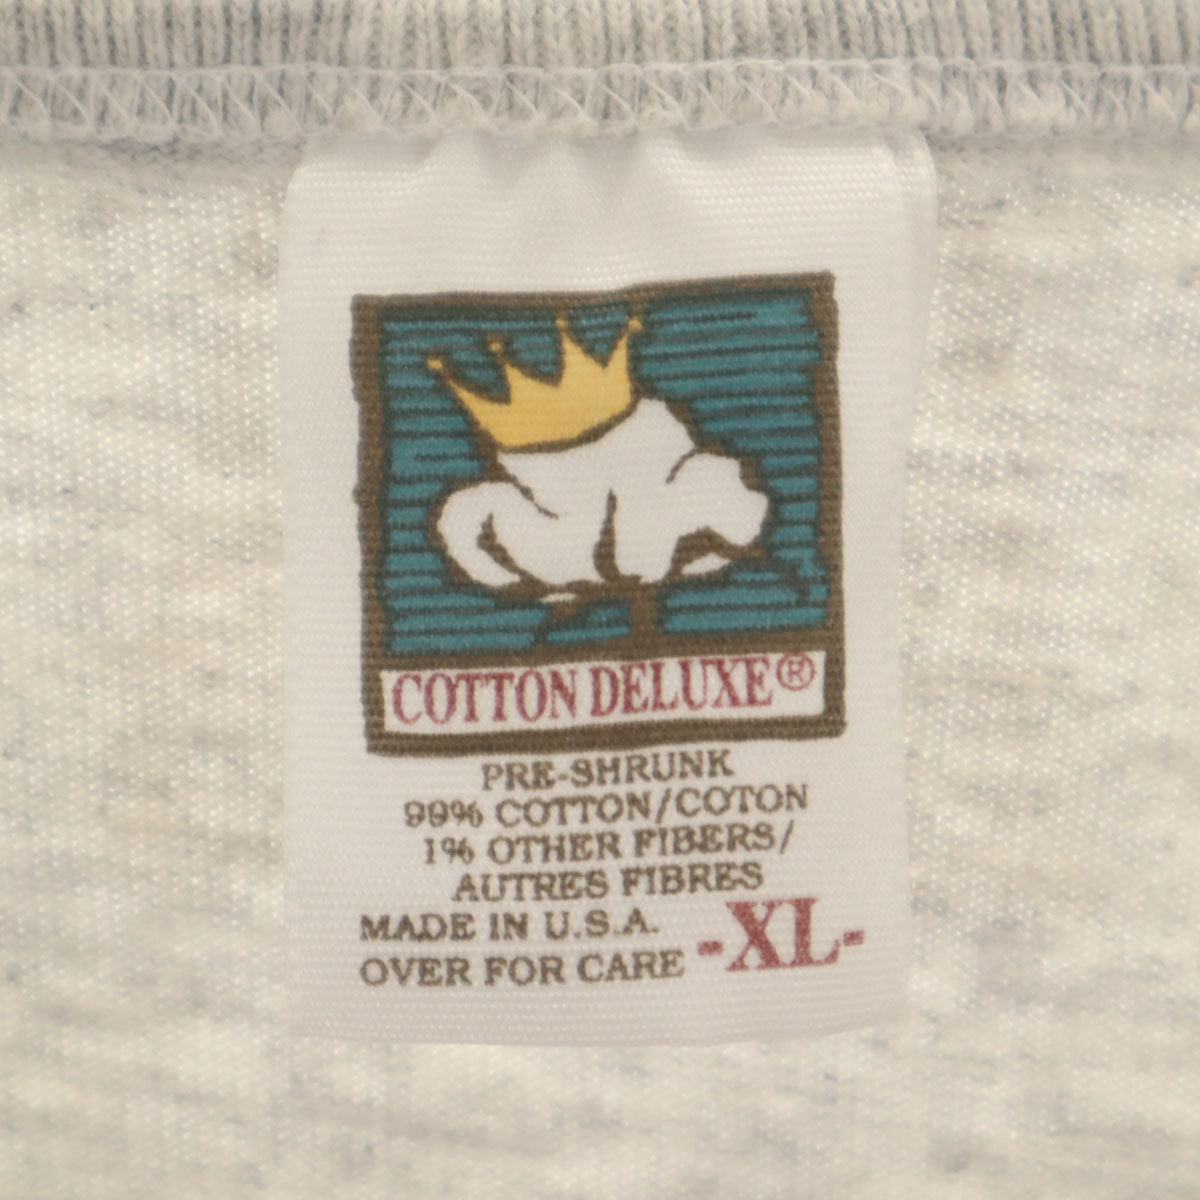 COTTON DELUXE®
PRE-SHRUNK
99% COTTON/COTON
1% OTHER FIBERS/
AUTRES FIBRES
MADE IN U.S.A.
OVER FOR CARE -XL-